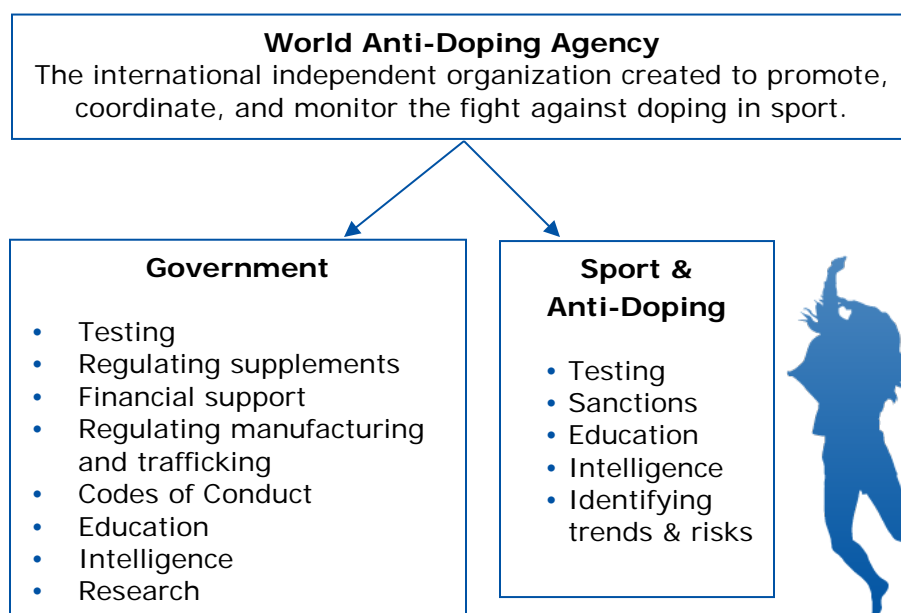 World Anti-Doping Agency
The international independent organization created to promote,
coordinate, and monitor the fight against doping in sport.
Government
• Testing
• Regulating supplements
• Financial support
• Regulating manufacturing
and trafficking
• Codes of Conduct
• Education
• Intelligence
• Research
Sport &
Anti-Doping
• Testing
• Sanctions
• Education
• Intelligence
• Identifying
trends & risks